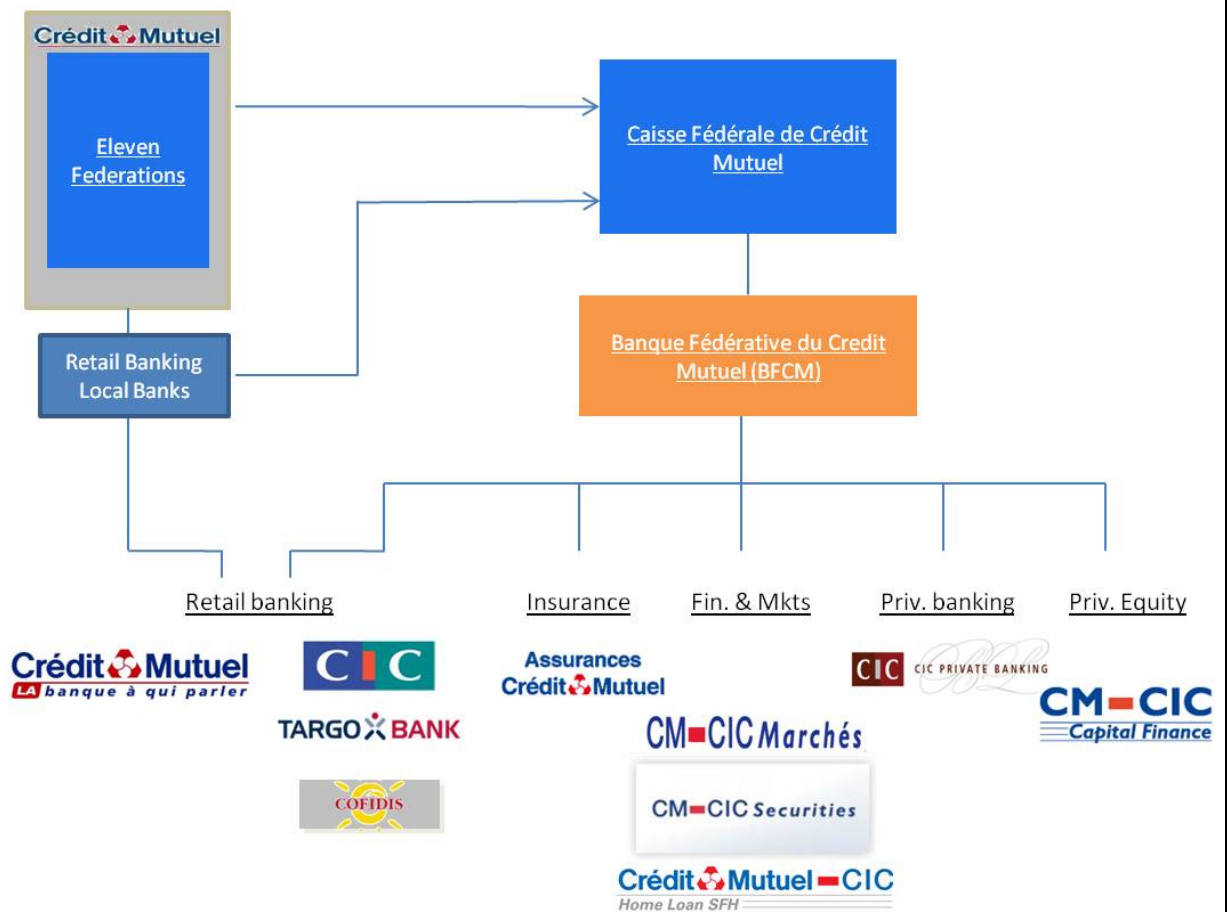 Crédit Mutuel
Eleven
Federations
Caisse Fédérale de Crédit
Mutuel
Retail Banking
Local Banks
Banque Fédérative du Credit
Mutuel (BFCM)
Retail banking
Insurance
Fin. & Mkts
Priv. banking
Priv. Equity
Crédit Mutuel
LA banque à qui parler
CIC
TARGO BANK
COFIDIS
Assurances
Crédit Mutuel
CM-CIC Marchés
CM-CIC Securities
Crédit Mutuel-CIC
Home Loan SFH
CIC CIC PRIVATE BANKING
BL
CM-CIC
Capital Finance